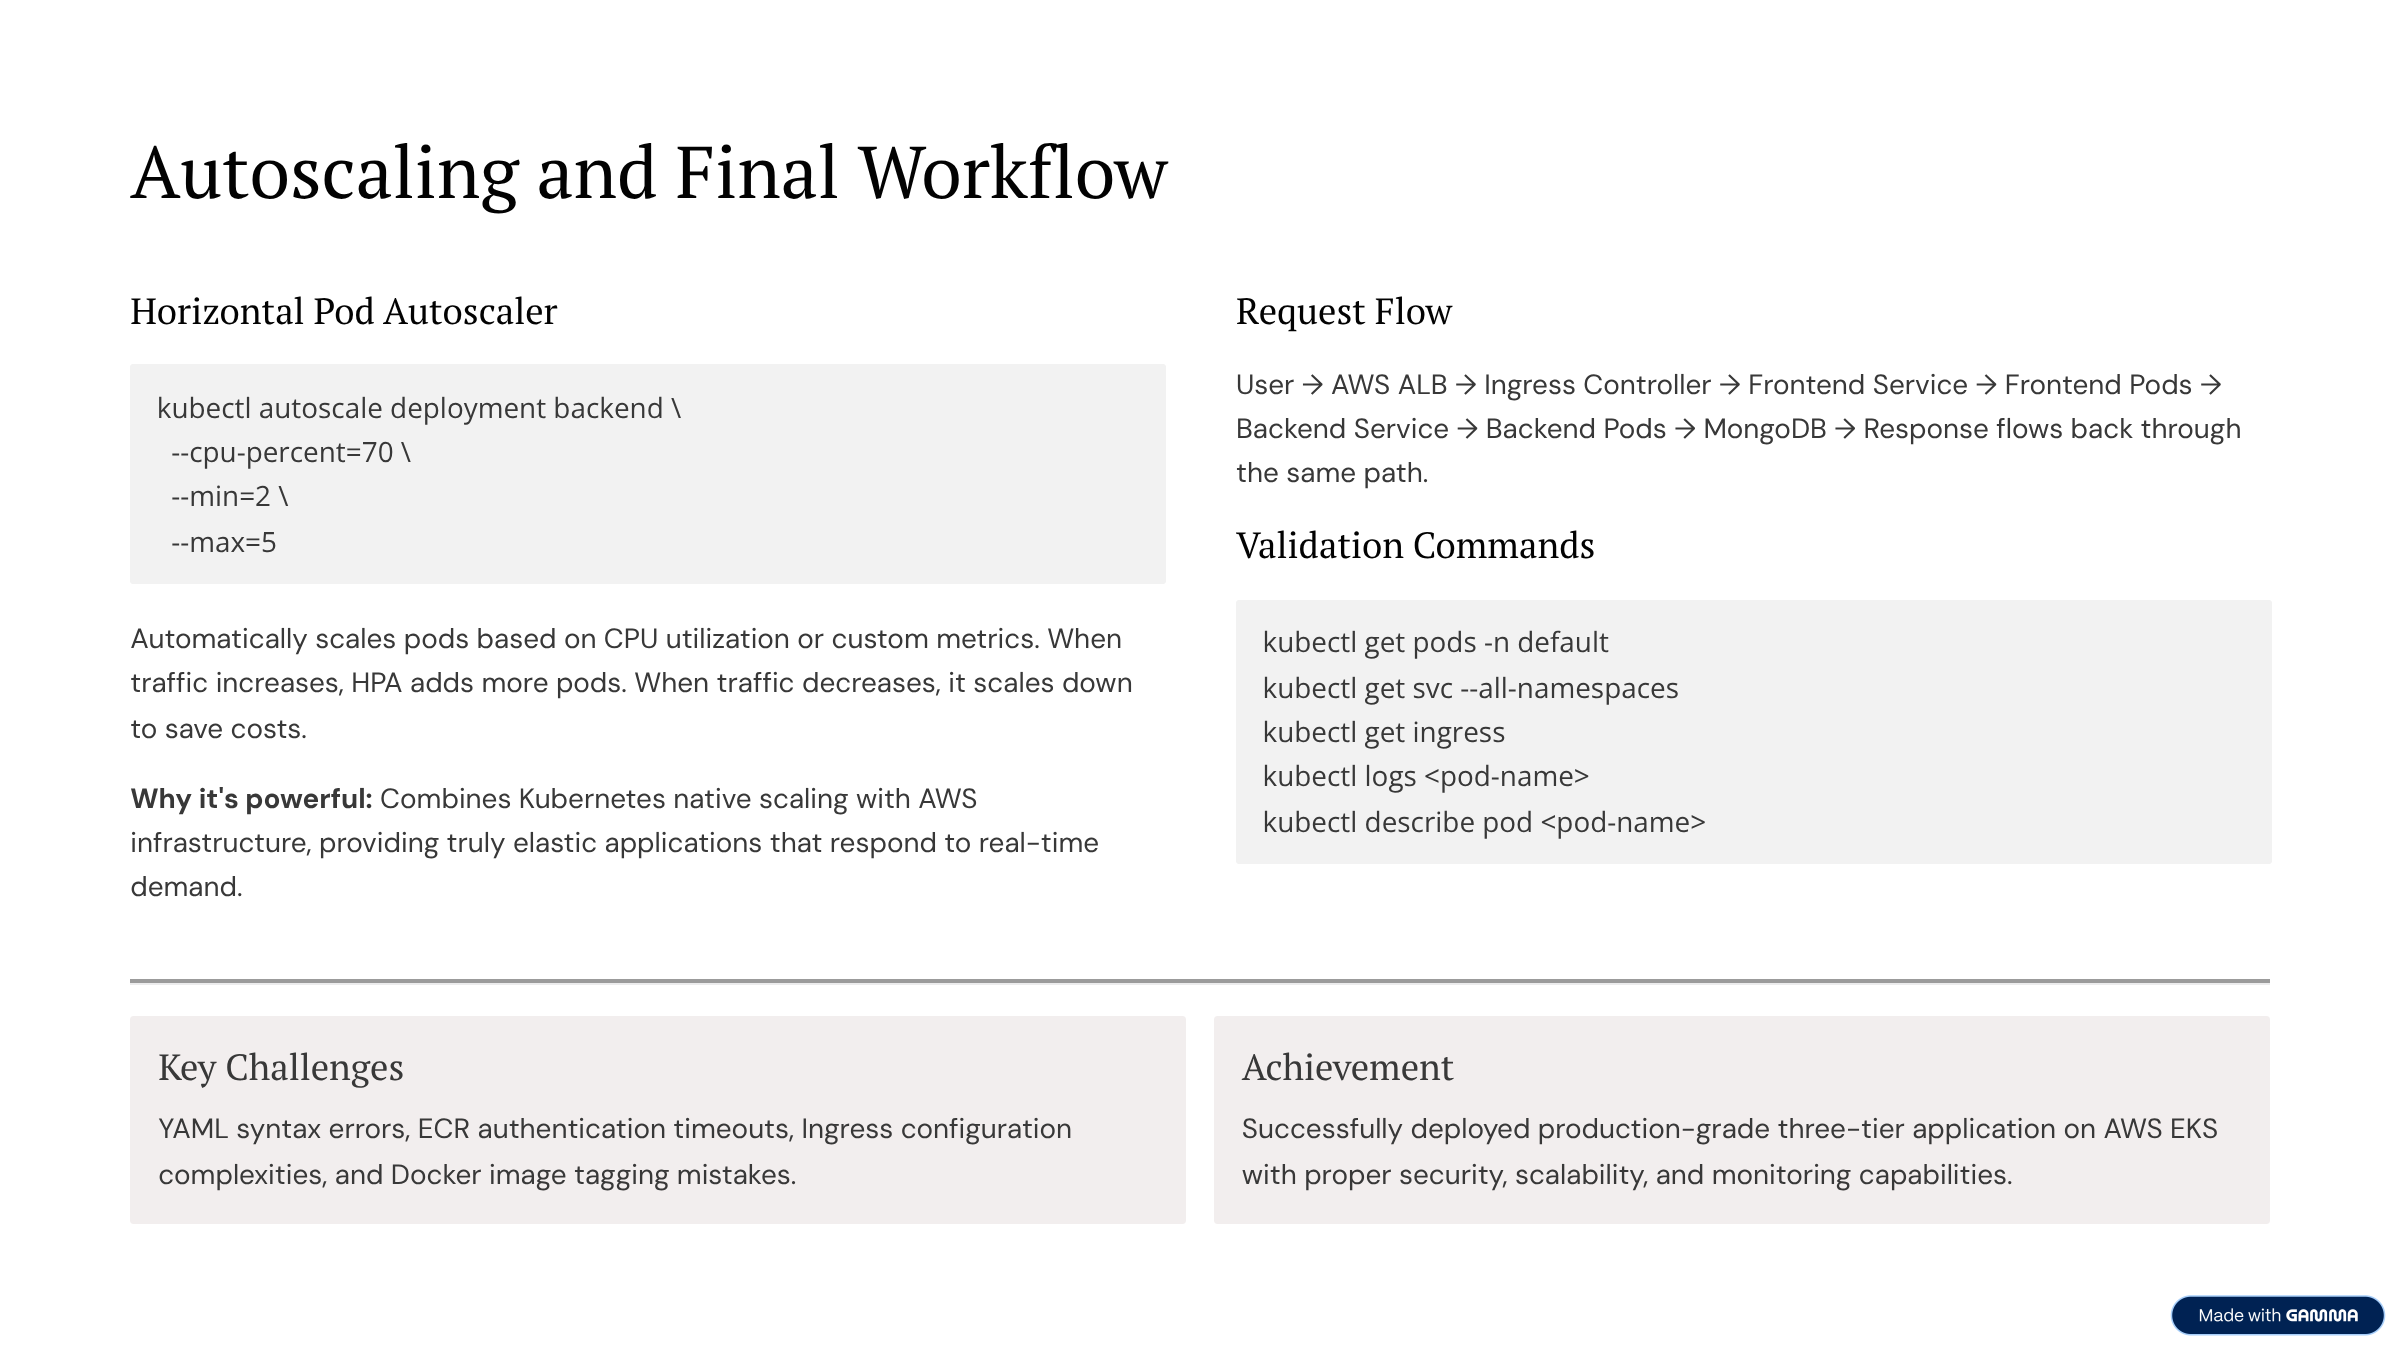 Autoscaling and Final Workflow
Horizontal Pod Autoscaler
kubectl autoscale deployment backend \
--cpu-percent=70 \
--min=2 \
--max=5
Automatically scales pods based on CPU utilization or custom metrics. When
traffic increases, HPA adds more pods. When traffic decreases, it scales down
to save costs.
Why it's powerful: Combines Kubernetes native scaling with AWS
infrastructure, providing truly elastic applications that respond to real-time
demand.
Request Flow
User → AWS ALB → Ingress Controller → Frontend Service → Frontend Pods →
Backend Service → Backend Pods → MongoDB → Response flows back through
the same path.
Validation Commands
kubectl get pods -n default
kubectl get svc --all-namespaces
kubectl get ingress
kubectl logs <pod-name>
kubectl describe pod <pod-name>
Key Challenges
YAML syntax errors, ECR authentication timeouts, Ingress configuration
complexities, and Docker image tagging mistakes.
Achievement
Successfully deployed production-grade three-tier application on AWS EKS
with proper security, scalability, and monitoring capabilities.
Made with GAMMA